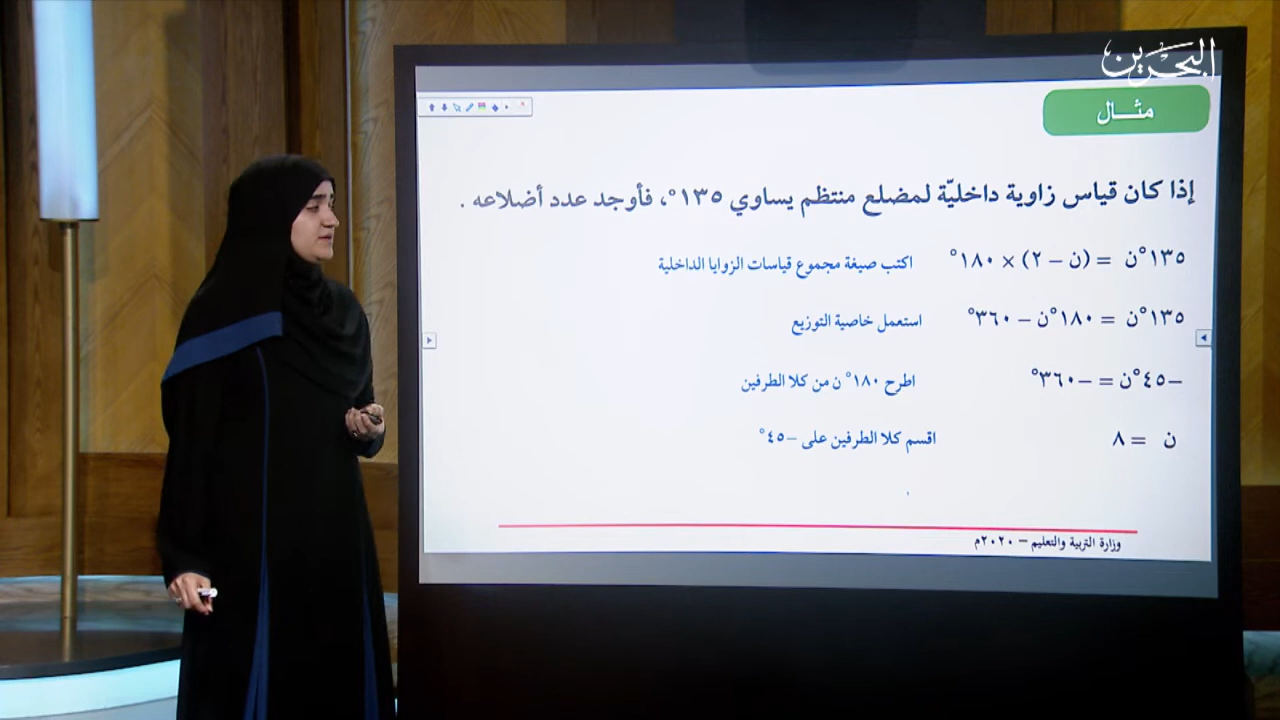 البحرين
مثـــال
إذا كان قياس زاوية داخليّة لمضلع منتظم يساوي ١٣٥°، فأوجد عدد أضلاعه .
١٣٥°ن = (ن – ٢) × ١٨٠° اكتب صيغة مجموع قياسات الزوايا الداخلية
١٣٥°ن = ١٨٠°ن – ٣٦٠° استعمل خاصية التوزيع
–٤٥°ن = –٣٦٠° اطرح ١٨٠° ن من كلا الطرفين
ن = ٨ اقسم كلا الطرفين على –٤٥°
وزارة التربية والتعليم – ٢٠٢٠م